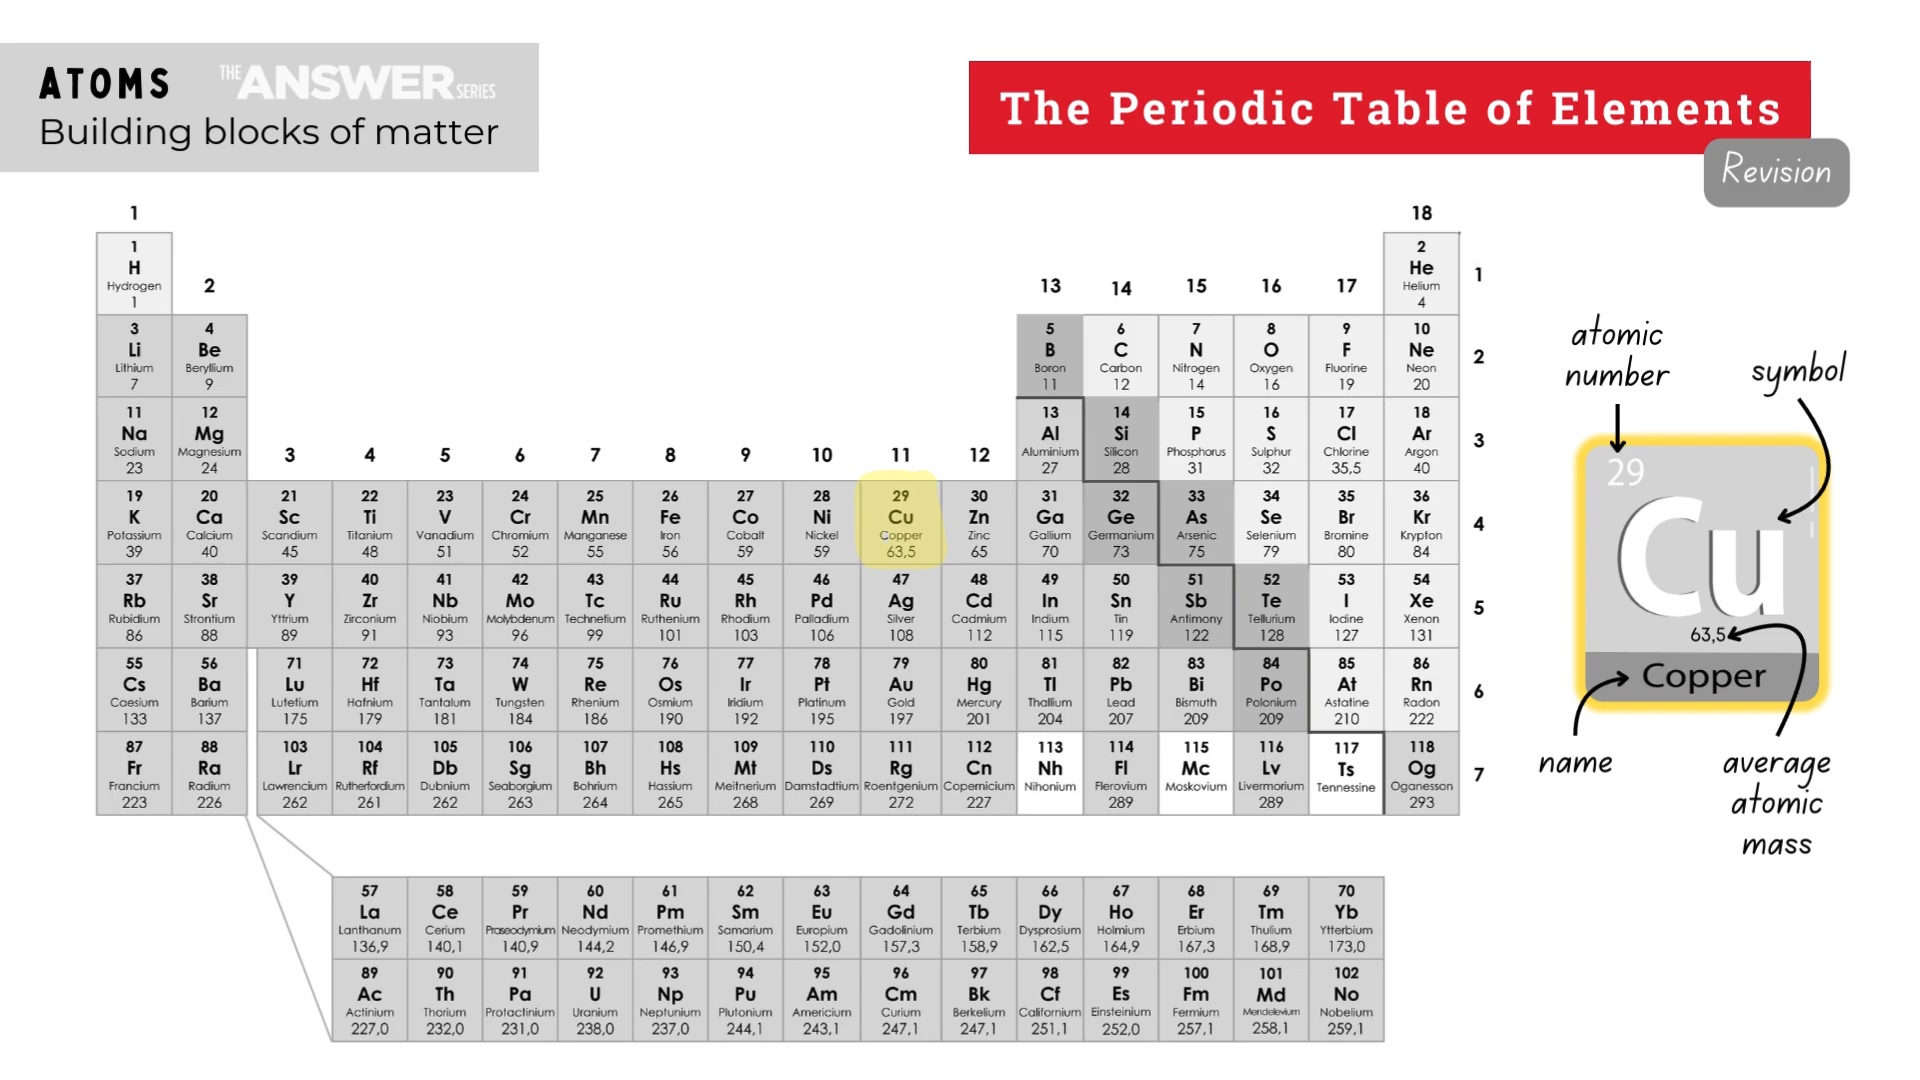 ATOMS
THE ANSWER SERIES
Building blocks of matter
The Periodic Table of Elements
Revision
1 18
1 2
H He
Hydrogen Helium
1 4
2 13 14 15 16 17 1
3 4 5 6 7 8 9 10
Li Be B C N O F Ne
Lithium Beryllium Boron Carbon Nitrogen Oxygen Fluorine Neon
7 9 11 12 14 16 19 20
2
11 12 13 14 15 16 17 18
Na Mg Al Si P S Cl Ar
Sodium Magnesium Aluminium Silicon Phosphorus Sulphur Chlorine Argon
23 24 27 28 31 32 35,5 40
3 4 5 6 7 8 9 10 11 12 3
19 20 21 22 23 24 25 26 27 28 29 30 31 32 33 34 35 36
K Ca Sc Ti V Cr Mn Fe Co Ni Cu Zn Ga Ge As Se Br Kr
Potassium Calcium Scandium Titanium Vanadium Chromium Manganese Iron Cobalt Nickel Copper Zinc Gallium Germanium Arsenic Selenium Bromine Krypton
39 40 45 48 51 52 55 56 59 59 63,5 65 70 73 75 79 80 84
4
37 38 39 40 41 42 43 44 45 46 47 48 49 50 51 52 53 54
Rb Sr Y Zr Nb Mo Tc Ru Rh Pd Ag Cd In Sn Sb Te I Xe
Rubidium Strontium Yttrium Zirconium Niobium Molybdenum Technetium Ruthenium Rhodium Palladium Silver Cadmium Indium Tin Antimony Tellurium Iodine Xenon
86 88 89 91 93 96 99 101 103 106 108 112 115 119 122 128 127 131
5
55 56 71 72 73 74 75 76 77 78 79 80 81 82 83 84 85 86
Cs Ba Lu Hf Ta W Re Os Ir Pt Au Hg Tl Pb Bi Po At Rn
Caesium Barium Lutetium Hafnium Tantalum Tungsten Rhenium Osmium Iridium Platinum Gold Mercury Thallium Lead Bismuth Polonium Astatine Radon
133 137 175 179 181 184 186 190 192 195 197 201 204 207 209 209 210 222
6
87 88 103 104 105 106 107 108 109 110 111 112 113 114 115 116 117 118
Fr Ra Lr Rf Db Sg Bh Hs Mt Ds Rg Cn Nh Fl Mc Lv Ts Og
Francium Radium Lawrencium Rutherfordium Dubnium Seaborgium Bohrium Hassium Meitnerium Damstadtium Roentgenium Copernicium Nihonium Flerovium Moskovium Livermorium Tennessine Oganesson
223 226 262 261 262 263 264 265 268 269 272 227 289 289 293
7
57 58 59 60 61 62 63 64 65 66 67 68 69 70
La Ce Pr Nd Pm Sm Eu Gd Tb Dy Ho Er Tm Yb
Lanthanum Cerium Praseodymium Neodymium Promethium Samarium Europium Gadolinium Terbium Dysprosium Holmium Erbium Thulium Ytterbium
136,9 140,1 140,9 144,2 146,9 150,4 152,0 157,3 158,9 162,5 164,9 167,3 168,9 173,0
89 90 91 92 93 94 95 96 97 98 99 100 101 102
Ac Th Pa U Np Pu Am Cm Bk Cf Es Fm Md No
Actinium Thorium Protactinium Uranium Neptunium Plutonium Americium Curium Berkelium Californium Einsteinium Fermium Mendelevium Nobelium
227,0 232,0 231,0 238,0 237,0 244,1 243,1 247,1 247,1 251,1 252,0 257,1 258,1 259,1
atomic
number
symbol
29
Cu
63,5
Copper
name
average
atomic
mass